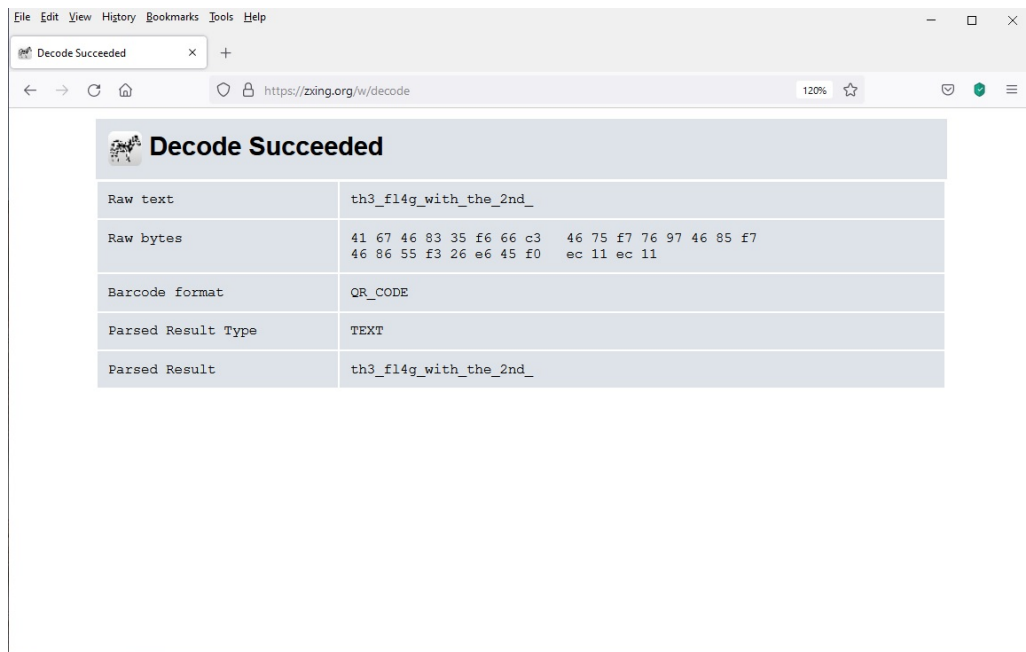 File Edit View History Bookmarks Tools Help
Decode Succeeded
https://zxing.org/w/decode
120%
Decode Succeeded
Raw text th3_fl4g_with_the_2nd_
Raw bytes 41 67 46 83 35 f6 66 c3 46 75 f7 76 97 46 85 f7
46 86 55 f3 26 e6 45 f0 ec 11 ec 11
Barcode format QR_CODE
Parsed Result Type TEXT
Parsed Result th3_fl4g_with_the_2nd_